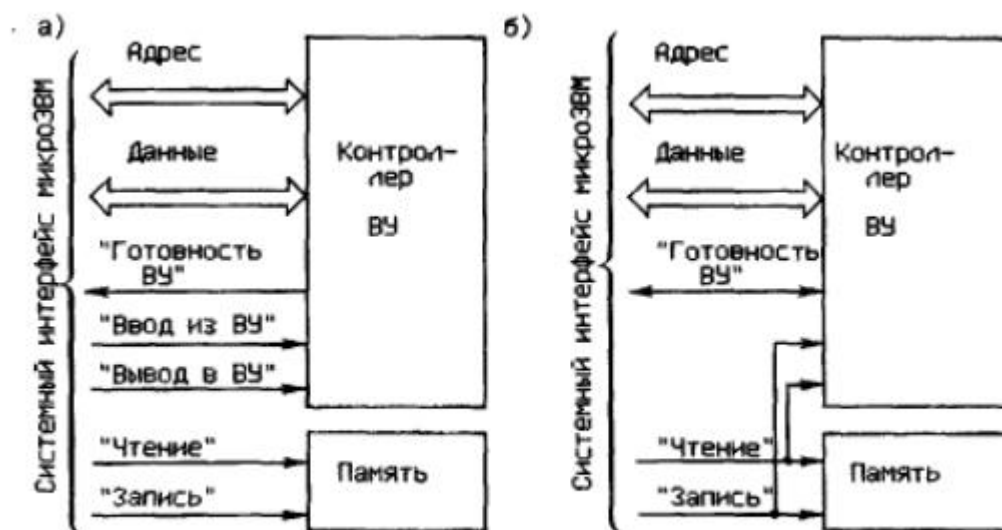 а)
Адрес
Данные
"Готовность
ВУ"
"Ввод из ВУ"
"Вывод в ВУ"
"Чтение"
"Запись"
Системный интерфейс микроЭВМ
Контрол-
лер
ВУ
Память
б)
Адрес
Данные
"Готовность
ВУ"
"Чтение"
"Запись"
Системный интерфейс микроЭВМ
Контрол-
лер
ВУ
Память